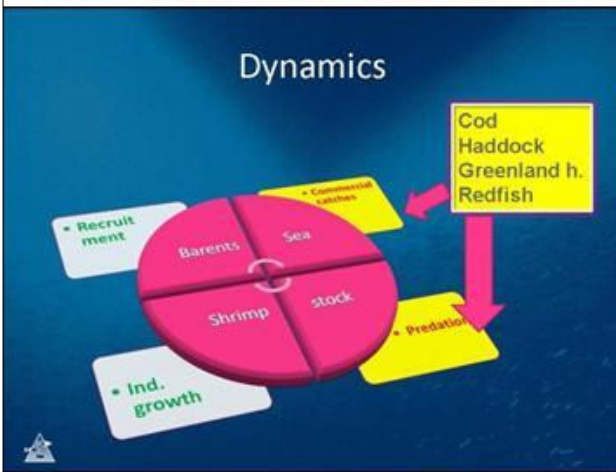 Dynamics
Cod
Haddock
Greenland h.
Redfish
• Commercial
catches
• Recruit
ment
Barents
Sea
Shrimp
stock
• Predation
• Ind.
growth